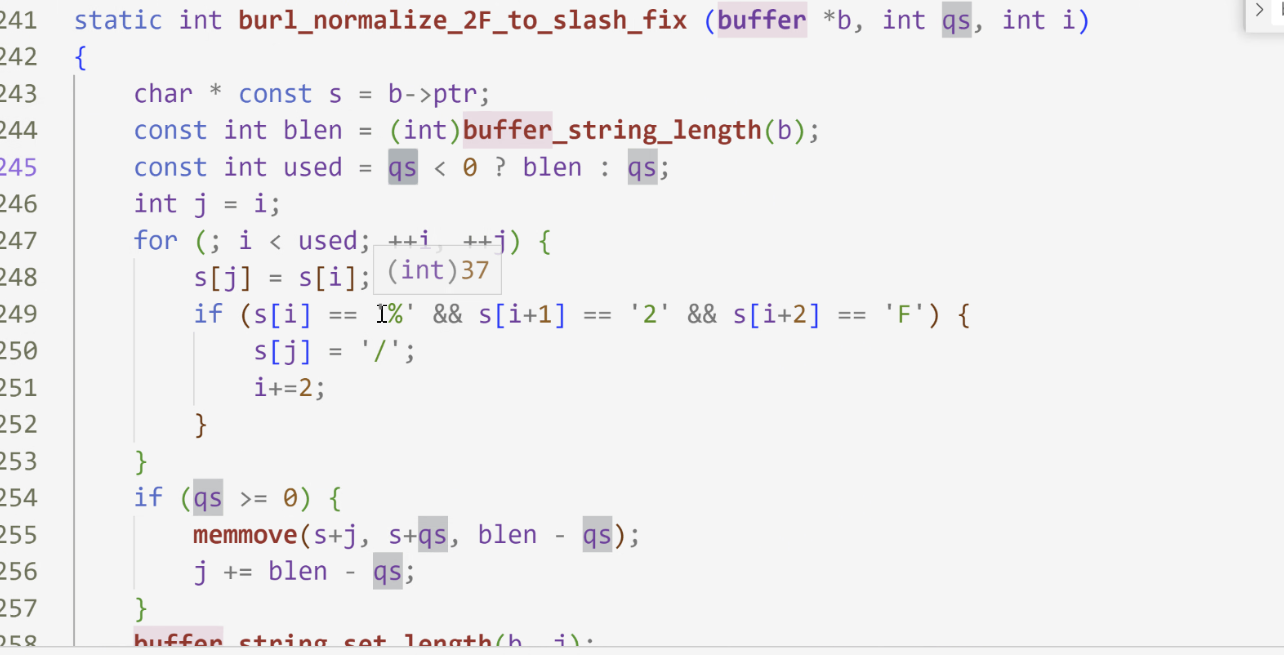 241 static int burl_normalize_2F_to_slash_fix (buffer *b, int qs, int i)
242 {
243 char * const s = b->ptr;
244 const int blen = (int)buffer_string_length(b);
245 const int used = qs < 0 ? blen : qs;
246 int j = i;
247 for (; i < used; ++i, ++j) {
248 s[j] = s[i];
(int)37
249 if (s[i] == '%' && s[i+1] == '2' && s[i+2] == 'F') {
250 s[j] = '/';
251 i+=2;
252 }
253 }
254 if (qs >= 0) {
255 memmove(s+j, s+qs, blen - qs);
256 j += blen - qs;
257 }
258 buffer_string_set_length(b, j);